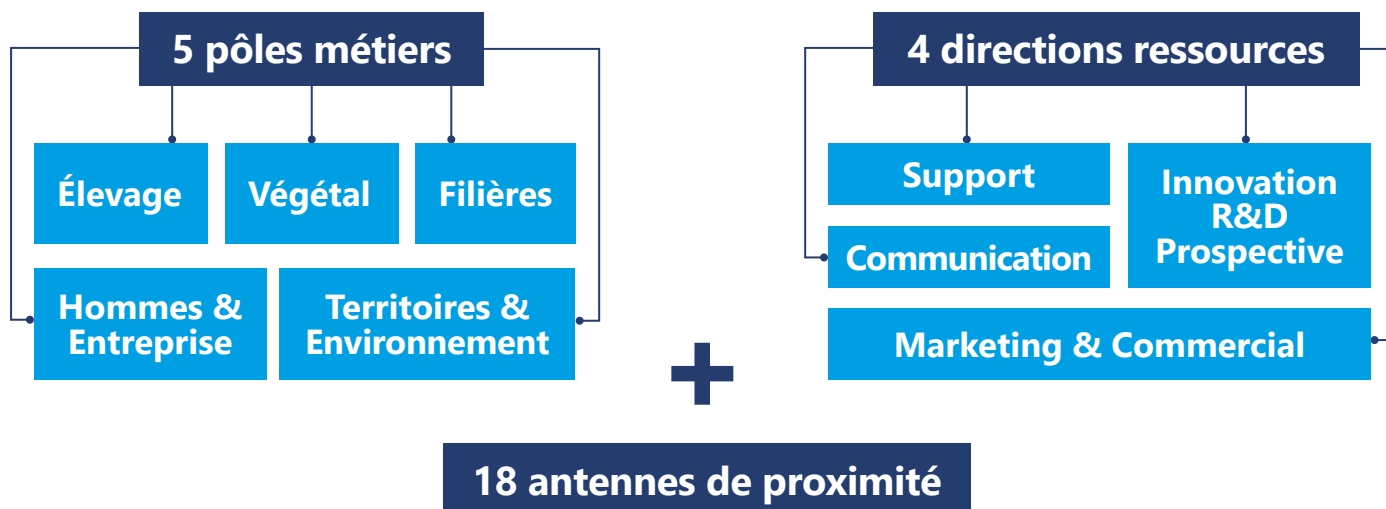 5 pôles métiers
Élevage
Végétal
Filières
Hommes &
Entreprise
Territoires &
Environnement
4 directions ressources
Support
Communication
Innovation
R&D
Prospective
Marketing & Commercial
+
18 antennes de proximité